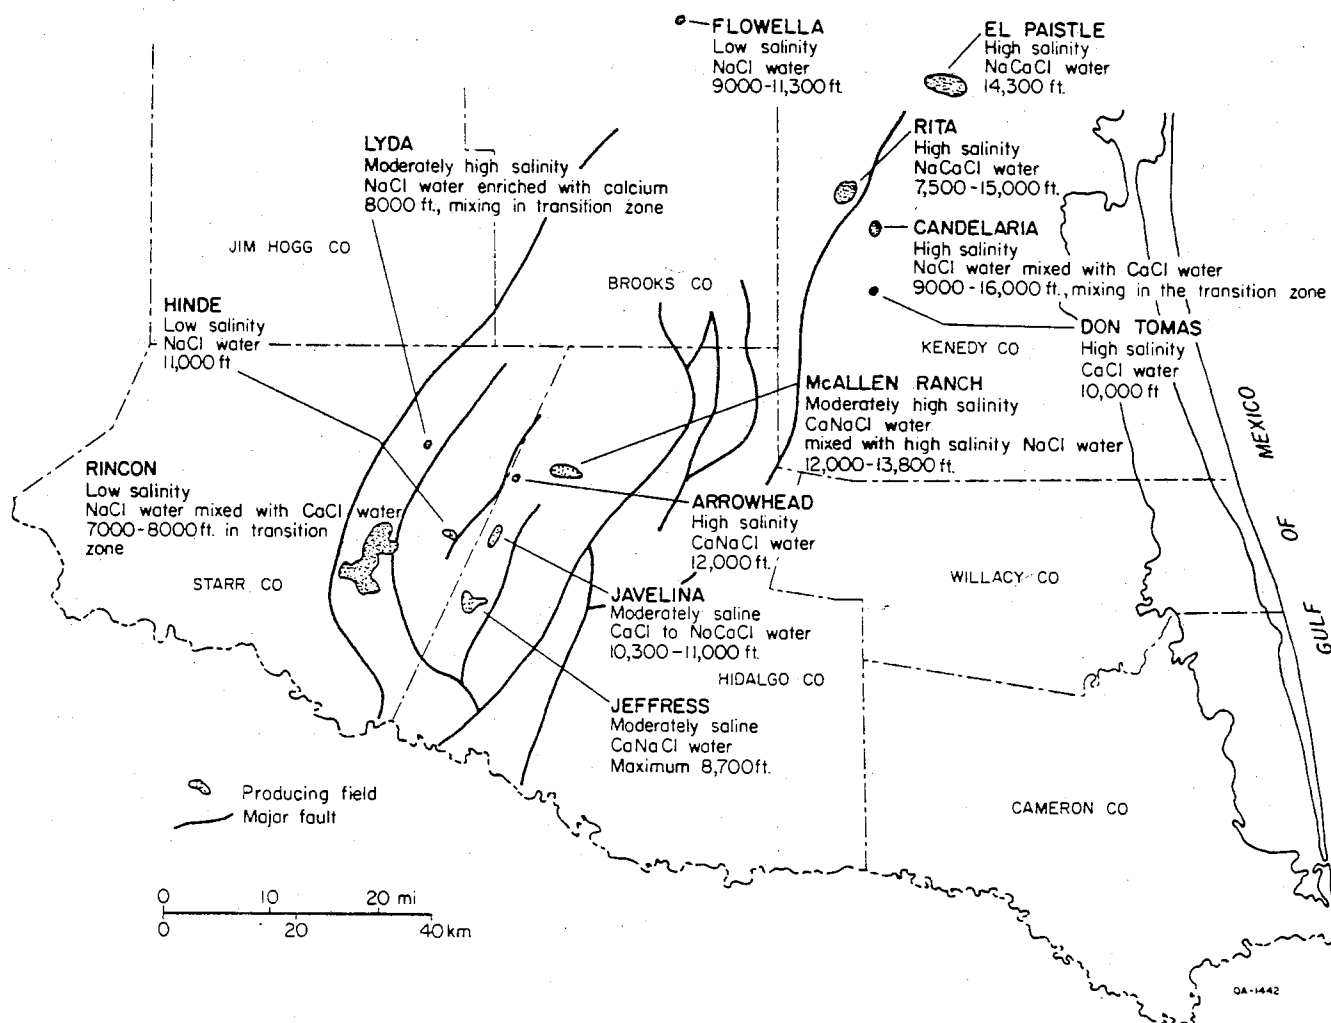 FLOWELLA
Low salinity
NaCl water
9000-11,300 ft.
EL PAISTLE
High salinity
NaCaCl water
14,300 ft.
LYDA
Moderately high salinity
NaCl water enriched with calcium
8000 ft., mixing in transition zone
RITA
High salinity
NaCaCl water
7,500-15,000 ft.
CANDELARIA
High salinity
NaCl water mixed with CaCl water
9000-16,000 ft., mixing in the transition zone
JIM HOGG CO
BROOKS CO
HINDE
Low salinity
NaCl water
11,000 ft
DON TOMAS
High salinity
CaCl water
10,000 ft
KENEDY CO
McALLEN RANCH
Moderately high salinity
CaNaCl water
mixed with high salinity NaCl water
12,000-13,800 ft.
RINCON
Low salinity
NaCl water mixed with CaCl water
7000-8000 ft. in transition
zone
ARROWHEAD
High salinity
CaNaCl water
12,000 ft.
GULF OF MEXICO
STARR CO
WILLACY CO
JAVELINA
Moderately saline
CaCl to NaCaCl water
10,300-11,000 ft.
HIDALGO CO
JEFFRESS
Moderately saline
CaNaCl water
Maximum 8,700 ft.
CAMERON CO
Producing field
Major fault
0 10 20 mi
0 20 40 km
QA-1442